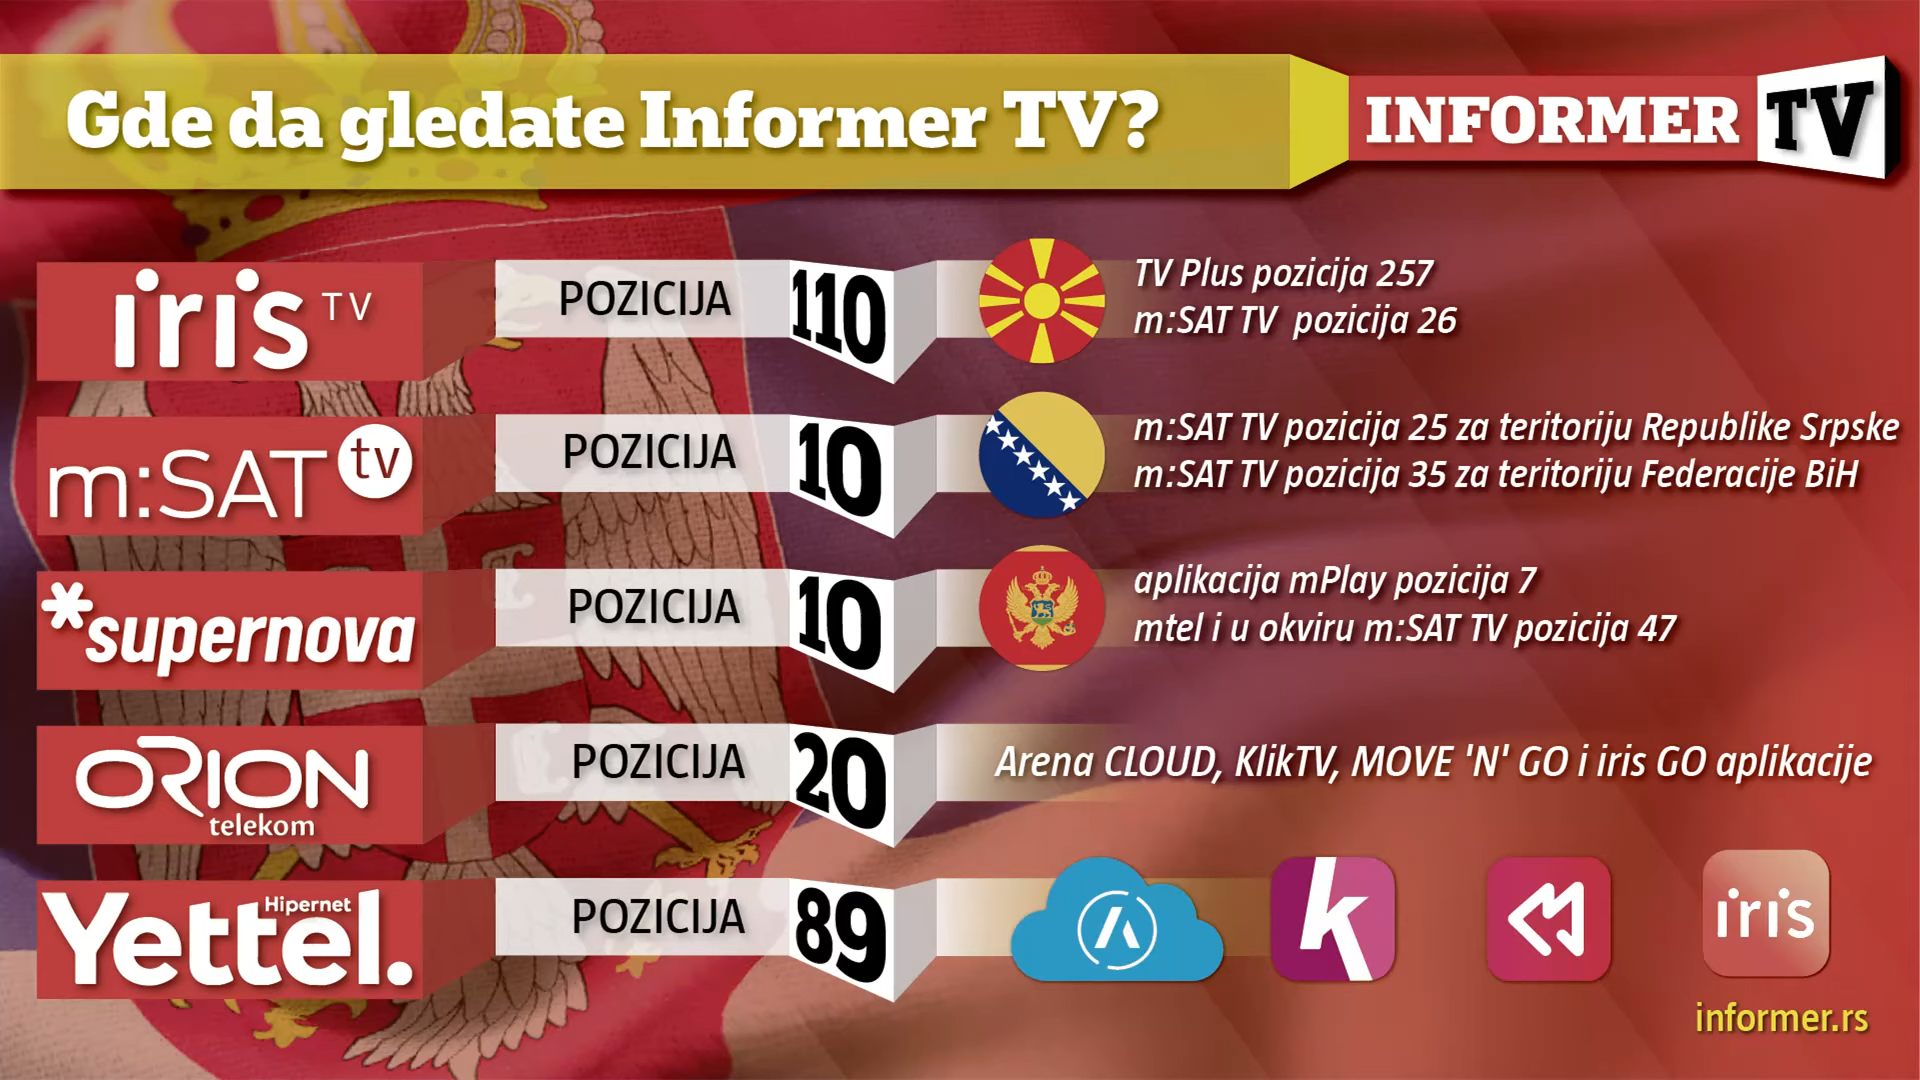 Gde da gledate Informer TV?
INFORMER TV
iris TV
POZICIJA 110
TV Plus pozicija 257
m:SAT TV pozicija 26
m:SAT tv
POZICIJA 10
m:SAT TV pozicija 25 za teritoriju Republike Srpske
m:SAT TV pozicija 35 za teritoriju Federacije BiH
*supernova
POZICIJA 10
aplikacija mPlay pozicija 7
mtel i u okviru m:SAT TV pozicija 47
ORION
telekom
POZICIJA 20
Arena CLOUD, KlikTV, MOVE 'N' GO i iris GO aplikacije
Hipernet
Yettel.
POZICIJA 89
k
iris
informer.rs